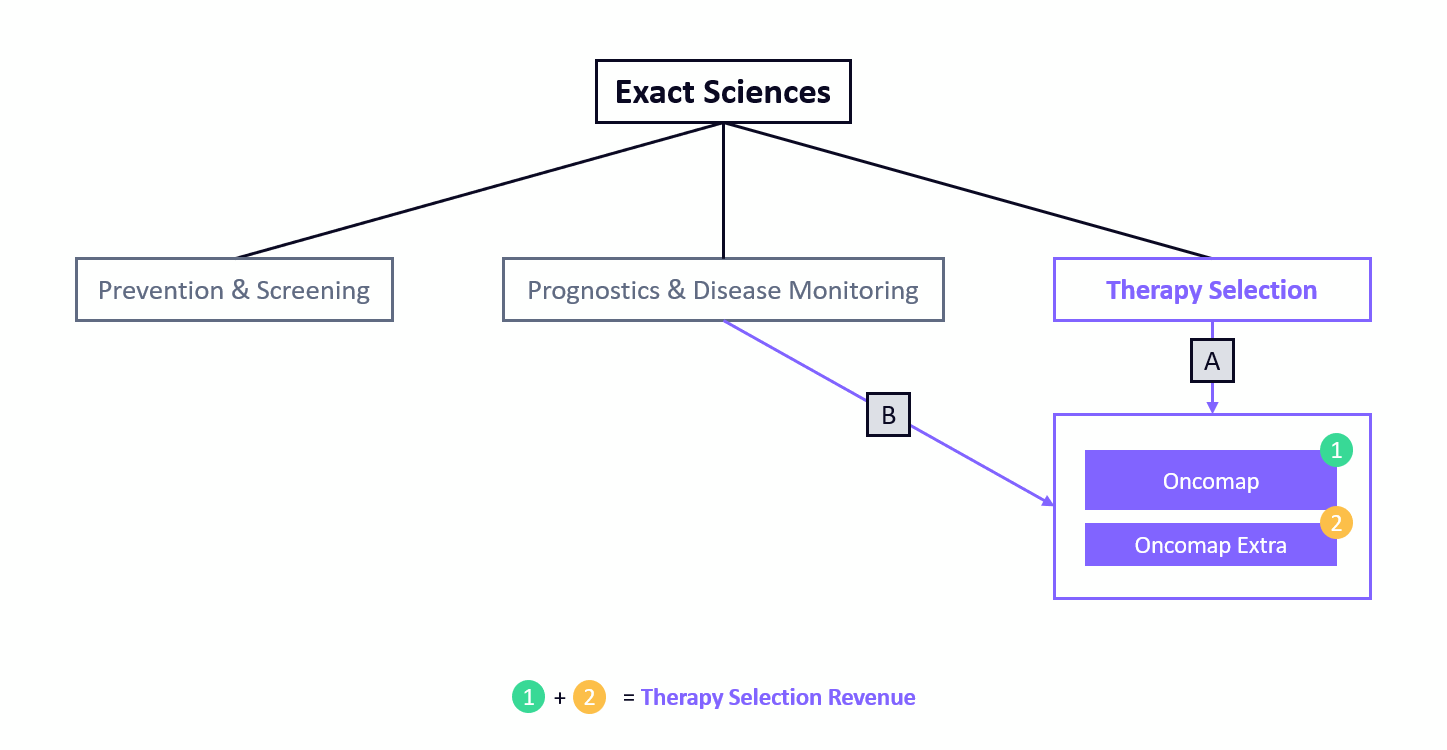 Exact Sciences
Prevention & Screening
Prognostics & Disease Monitoring
Therapy Selection
A
B
1
Oncomap
2
Oncomap Extra
1 + 2 = Therapy Selection Revenue